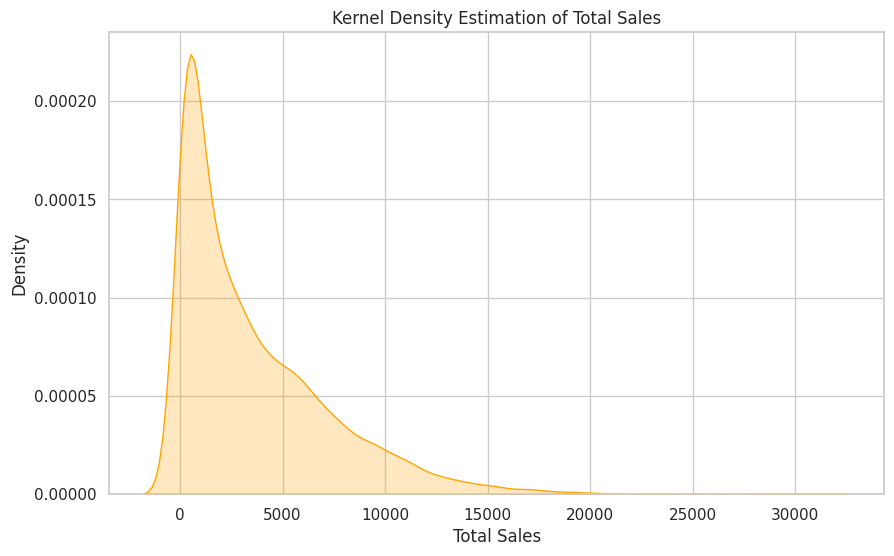 Kernel Density Estimation of Total Sales
Density
0.00020
0.00015
0.00010
0.00005
0.00000
0 5000 10000 15000 20000 25000 30000
Total Sales